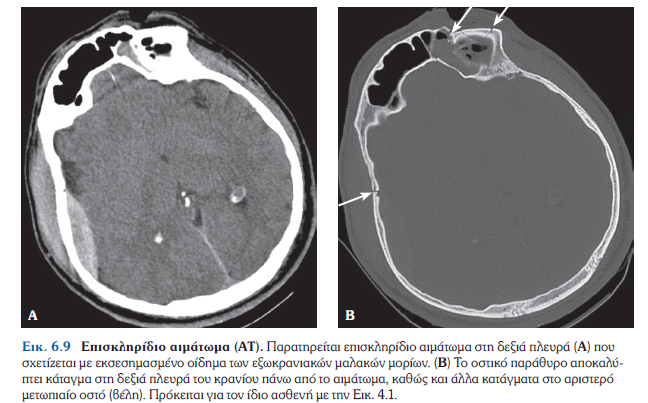 A
B
Εικ. 6.9 Επισκληρίδιο αιμάτωμα (ΑΤ). Παρατηρείται επισκληρίδιο αιμάτωμα στη δεξιά πλευρά (Α) που
σχετίζεται με εκσεσημασμένο οίδημα των εξωκρανιακών μαλακών μορίων. (Β) Το οστικό παράθυρο αποκαλύ-
πτει κάταγμα στη δεξιά πλευρά του κρανίου πάνω από το αιμάτωμα, καθώς και άλλα κατάγματα στο αριστερό
μετωπιαίο οστό (βέλη). Πρόκειται για τον ίδιο ασθενή με την Εικ. 4.1.